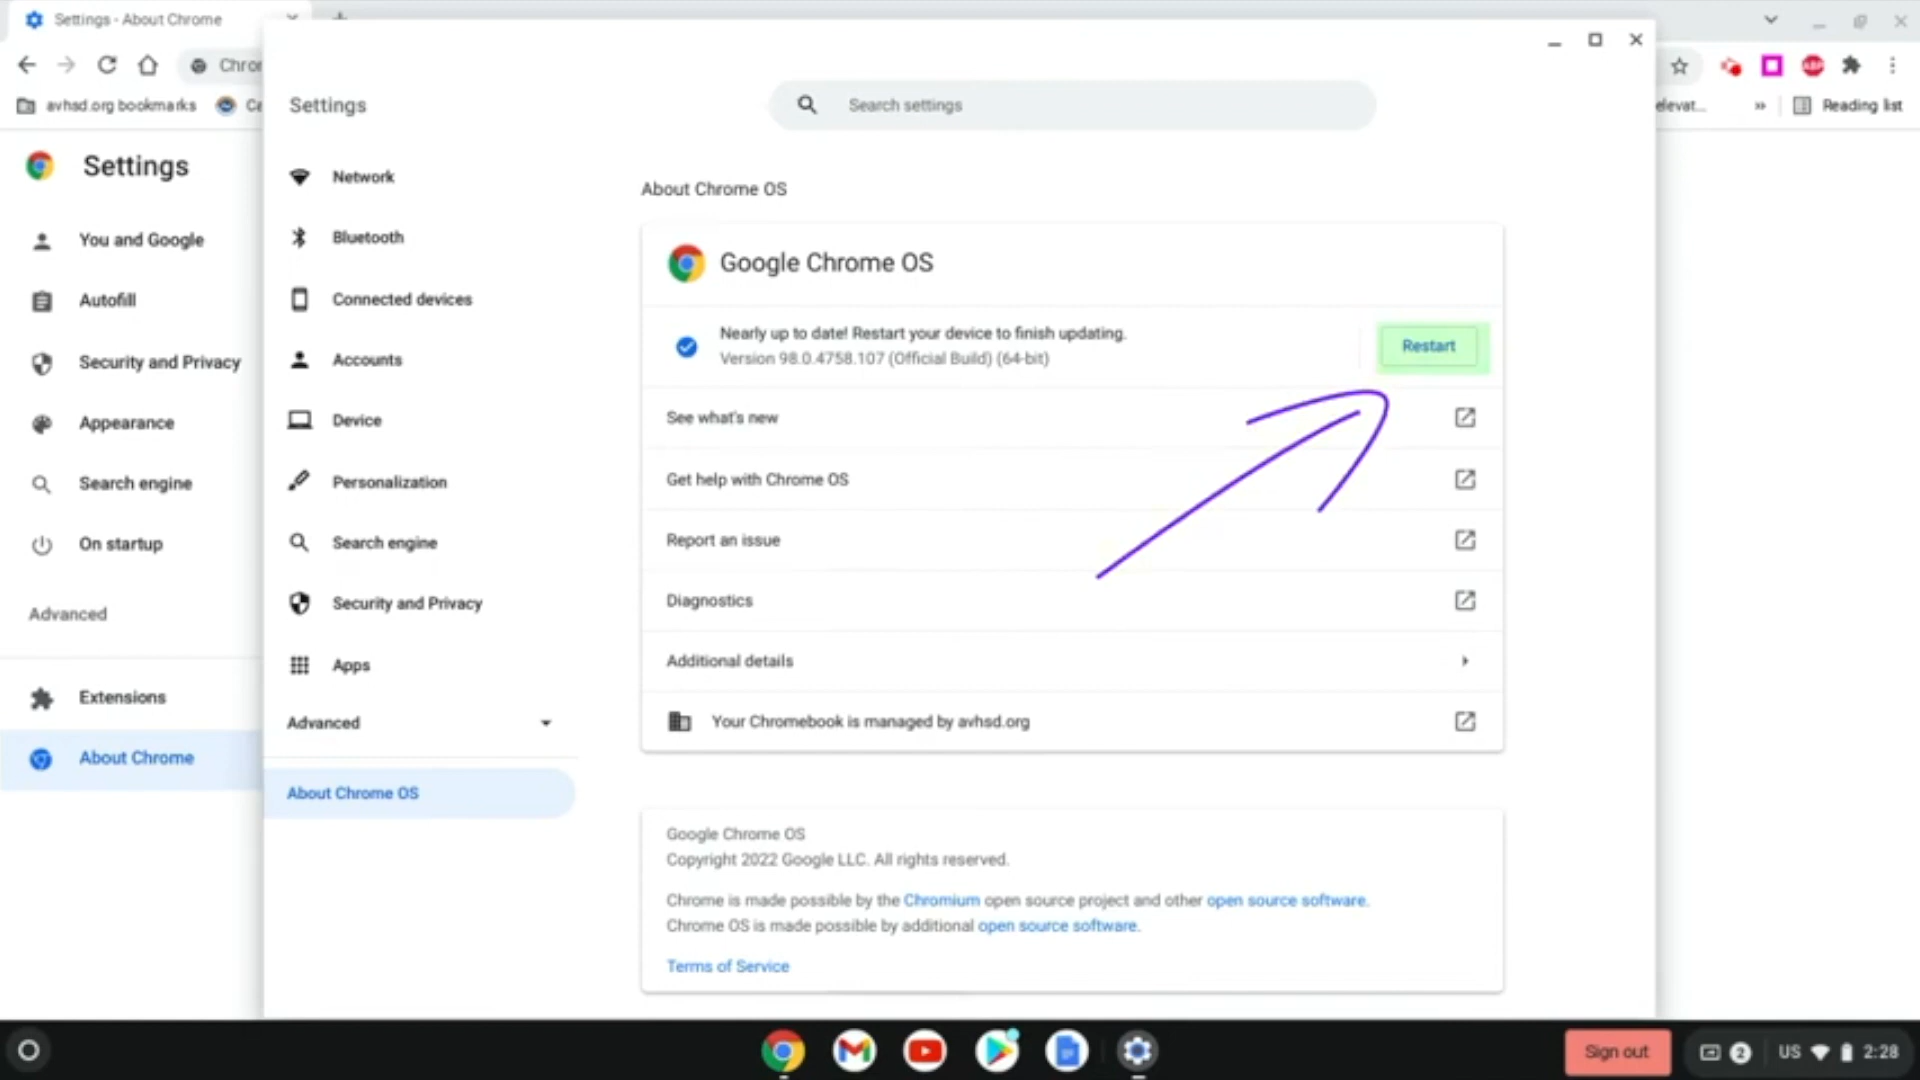 Settings - About Chrome
Chro
avhsd.org bookmarks
elevat...
»
Reading list
Settings
You and Google
Autofill
Security and Privacy
Appearance
Search engine
On startup
Advanced
Extensions
About Chrome
Settings
Search settings
Network
Bluetooth
Connected devices
Accounts
Device
Personalization
Search engine
Security and Privacy
Apps
Advanced
About Chrome OS
About Chrome OS
Google Chrome OS
Nearly up to date! Restart your device to finish updating.
Version 98.0.4758.107 (Official Build) (64-bit)
Restart
See what's new
Get help with Chrome OS
Report an issue
Diagnostics
Additional details
Your Chromebook is managed by avhsd.org
Google Chrome OS
Copyright 2022 Google LLC. All rights reserved.
Chrome is made possible by the Chromium open source project and other open source software.
Chrome OS is made possible by additional open source software.
Terms of Service
Sign out
2
US
2:28